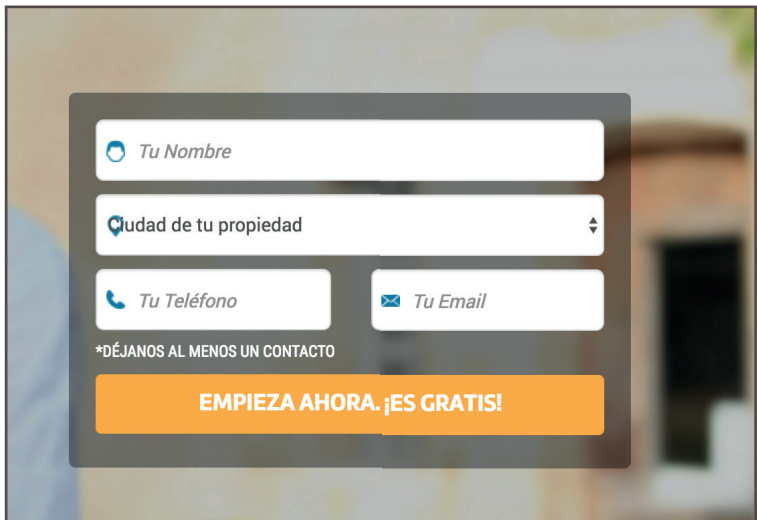 Tu Nombre
Ciudad de tu propiedad
Tu Teléfono
Tu Email
*DÉJANOS AL MENOS UN CONTACTO
EMPIEZA AHORA. ¡ES GRATIS!